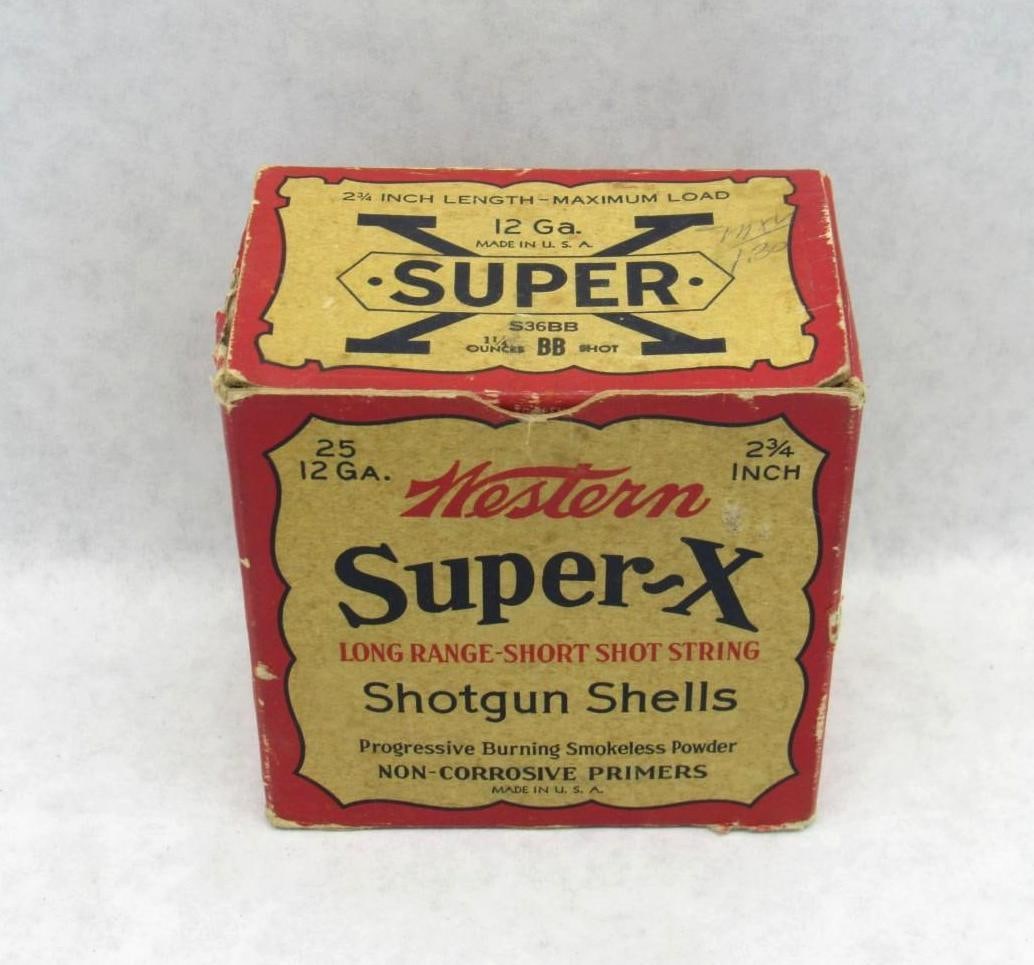 2¾ INCH LENGTH-MAXIMUM LOAD
X
12 Ga.
MADE IN U. S. A.
·SUPER·
S36BB
1¼ OUNCES BB SHOT
1.30
25
12 GA.
2¾
INCH
Western
Super-X
LONG RANGE-SHORT SHOT STRING
Shotgun Shells
Progressive Burning Smokeless Powder
NON-CORROSIVE PRIMERS
MADE IN U. S. A.